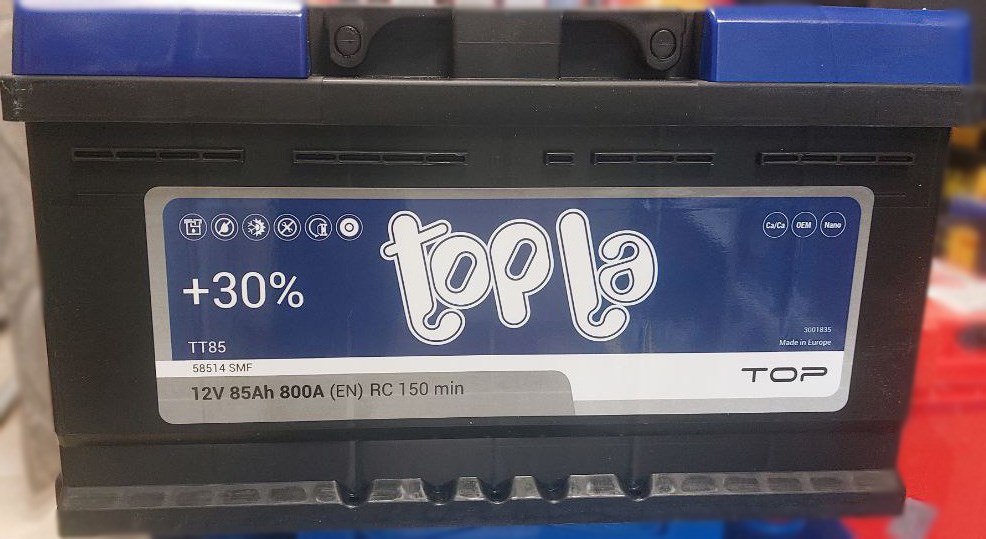 Ca/Ca OEM Nano
topla
+30%
TT85
3001835
Made in Europe
58514 SMF
TOP
12V 85Ah 800A (EN) RC 150 min